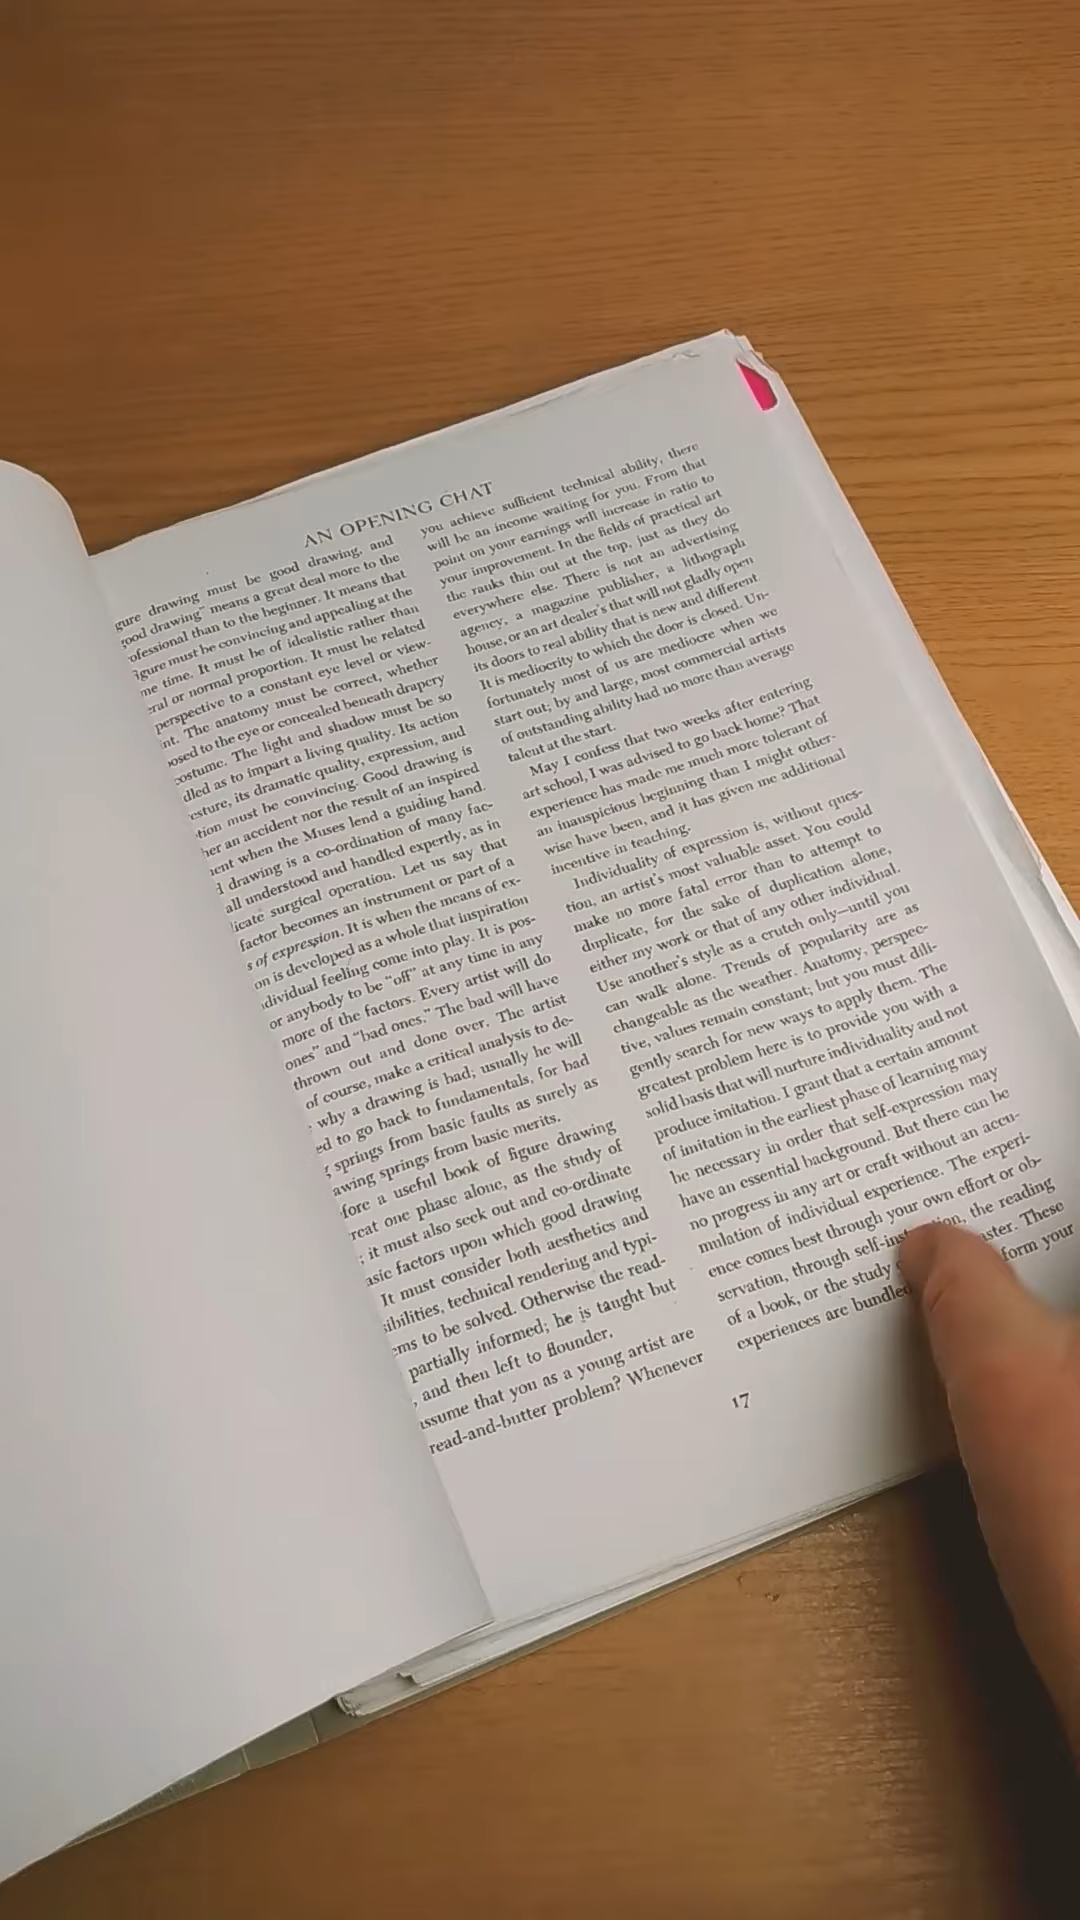 AN OPENING CHAT
gure drawing must be good drawing, and
ood drawing" means a great deal more to the
ofessional than to the beginner. It means that
igure must be convincing and appealing at the
me time. It must be of idealistic rather than
ral or normal proportion. It must be related
perspective to a constant eye level or view-
nt. The anatomy must be correct, whether
osed to the eye or concealed beneath drapery
costume. The light and shadow must be so
dled as to impart a living quality. Its action
esture, its dramatic quality, expression, and
tion must be convincing. Good drawing is
her an accident nor the result of an inspired
ent when the Muses lend a guiding hand.
d drawing is a co-ordination of many fac-
all understood and handled expertly, as in
licate surgical operation. Let us say that
factor becomes an instrument or part of a
s of expression. It is when the means of ex-
on is developed as a whole that inspiration
dividual feeling come into play. It is pos-
or anybody to be "off" at any time in any
more of the factors. Every artist will do
ones" and "bad ones." The bad will have
thrown out and done over. The artist
of course, make a critical analysis to de-
why a drawing is bad; usually he will
ed to go back to fundamentals, for bad
g springs from basic faults as surely as
awing springs from basic merits.
fore a useful book of figure drawing
reat one phase alone, as the study of
; it must also seek out and co-ordinate
asic factors upon which good drawing
It must consider both aesthetics and
ibilities, technical rendering and typi-
ms to be solved. Otherwise the read-
partially informed; he is taught but
, and then left to flounder.
ssume that you as a young artist are
read-and-butter problem? Whenever
you achieve sufficient technical ability, there
will be an income waiting for you. From that
point on your earnings will increase in ratio to
your improvement. In the fields of practical art
the ranks thin out at the top, just as they do
everywhere else. There is not an advertising
agency, a magazine publisher, a lithograph
house, or an art dealer's that will not gladly open
its doors to real ability that is new and different
It is mediocrity to which the door is closed. Un-
fortunately most of us are mediocre when we
start out; by and large, most commercial artists
of outstanding ability had no more than average
talent at the start.
May I confess that two weeks after entering
art school, I was advised to go back home? That
experience has made me much more tolerant of
an inauspicious beginning than I might other-
wise have been, and it has given me additional
incentive in teaching.
Individuality of expression is, without ques-
tion, an artist's most valuable asset. You could
make no more fatal error than to attempt to
duplicate, for the sake of duplication alone,
either my work or that of any other individual.
Use another's style as a crutch only—until you
can walk alone. Trends of popularity are as
changeable as the weather. Anatomy, perspec-
tive, values remain constant; but you must dili-
gently search for new ways to apply them. The
greatest problem here is to provide you with a
solid basis that will nurture individuality and not
produce imitation. I grant that a certain amount
of imitation in the earliest phase of learning may
be necessary in order that self-expression may
have an essential background. But there can be
no progress in any art or craft without an accu-
mulation of individual experience. The experi-
ence comes best through your own effort or ob-
servation, through the reading
of a book, or the study These
experiences are bundled form your
17